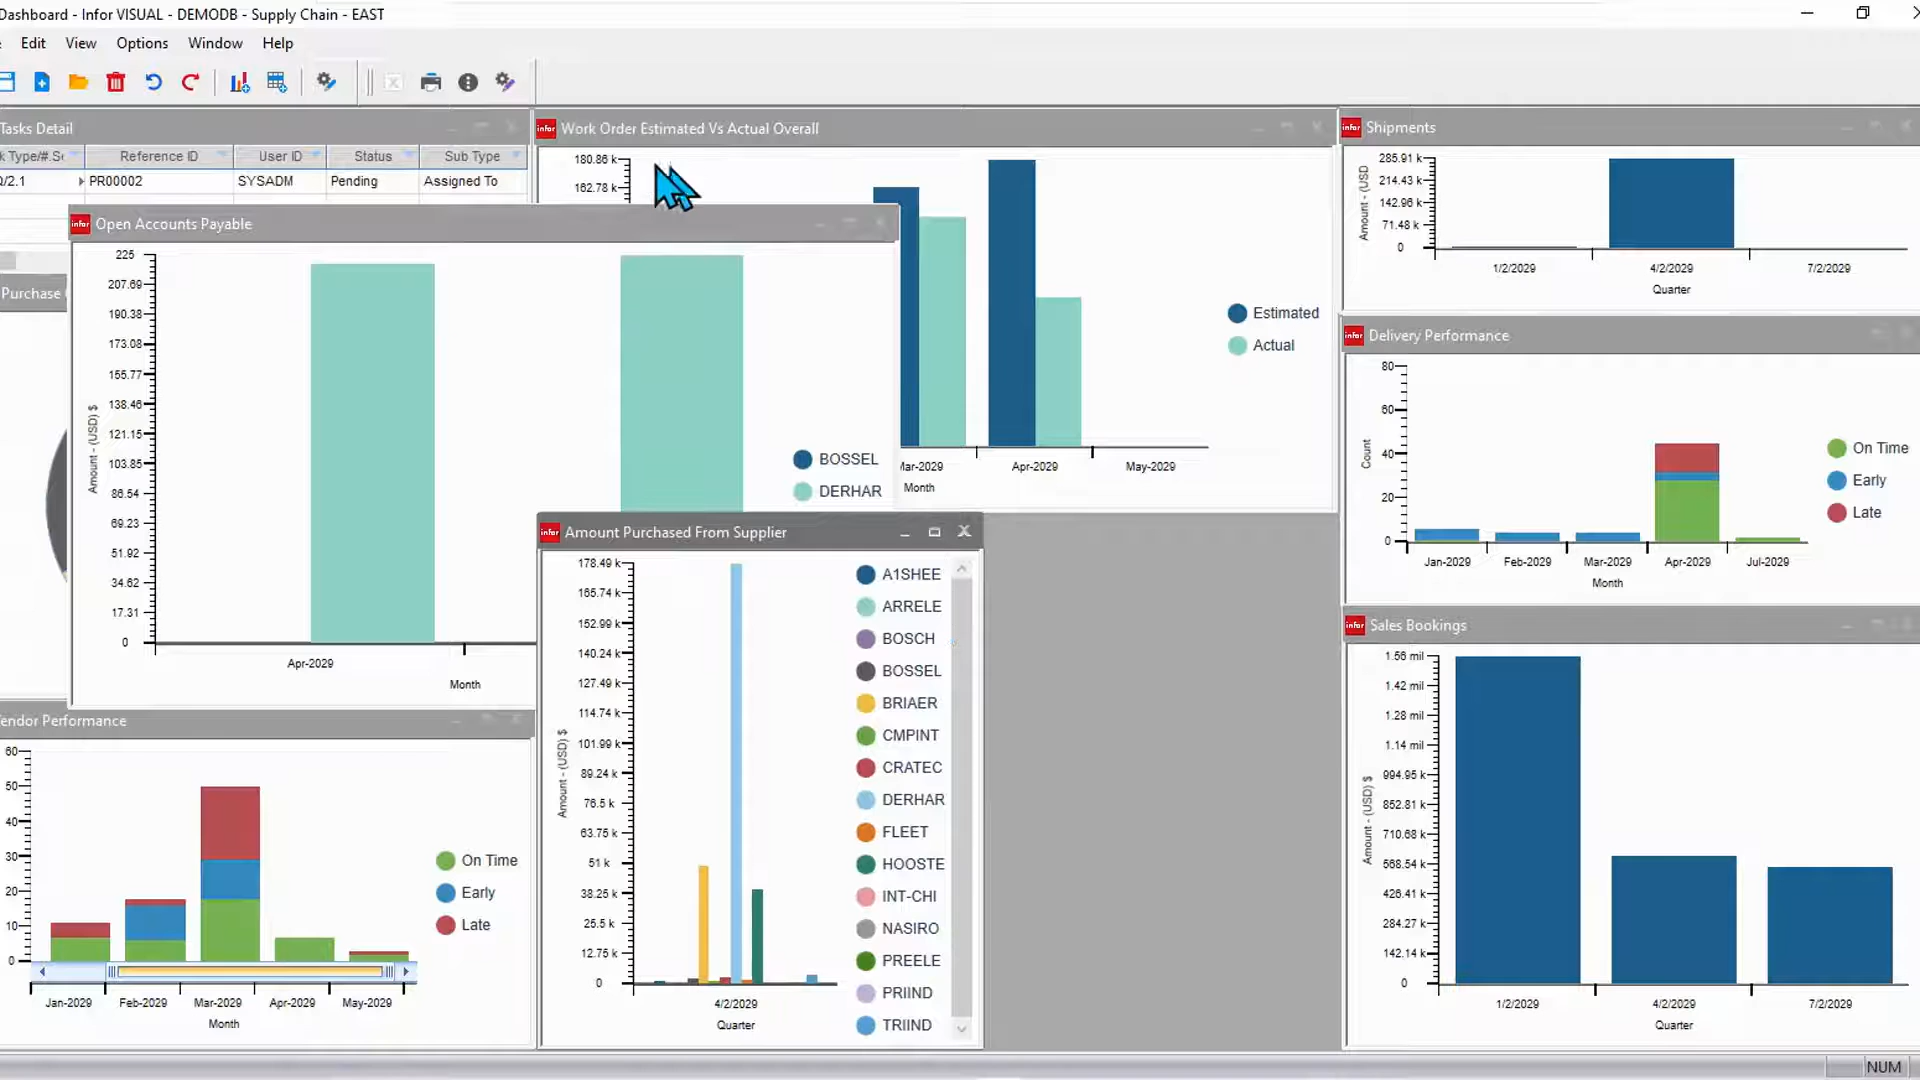 Dashboard - Infor VISUAL - DEMODB - Supply Chain - EAST
Edit View Options Window Help
Tasks Detail
Reference ID User ID Status Sub Type
PR00002 SYSADM Pending Assigned To
infor Work Order Estimated Vs Actual Overall
180.86 k
162.78 k
Estimated
Actual
Mar-2029 Apr-2029 May-2029
Month
infor Shipments
285.91 k
214.43 k
142.96 k
71.48 k
0
Amount - (USD
1/2/2029 4/2/2029 7/2/2029
Quarter
infor Open Accounts Payable
225
207.69
190.38
173.08
155.77
138.46
121.15
103.85
86.54
69.23
51.92
34.62
17.31
0
Amount - (USD) $
BOSSEL
DERHAR
Apr-2029
Month
Purchase
infor Delivery Performance
80
60
40
20
0
Count
On Time
Early
Late
Jan-2029 Feb-2029 Mar-2029 Apr-2029 Jul-2029
Month
infor Amount Purchased From Supplier
178.49 k
165.74 k
152.99 k
140.24 k
127.49 k
114.74 k
101.99 k
89.24 k
76.5 k
63.75 k
51 k
38.25 k
25.5 k
12.75 k
0
Amount - (USD) $
A1SHEE
ARRELE
BOSCH
BOSSEL
BRIAER
CMPINT
CRATEC
DERHAR
FLEET
HOOSTE
INT-CHI
NASIRO
PREELE
PRIIND
TRIIND
4/2/2029
Quarter
infor Sales Bookings
1.56 mil
1.42 mil
1.28 mil
1.14 mil
994.95 k
852.81 k
710.68 k
568.54 k
426.41 k
284.27 k
142.14 k
0
Amount - (USD) $
1/2/2029 4/2/2029 7/2/2029
Quarter
endor Performance
60
50
40
30
20
10
0
On Time
Early
Late
Jan-2029 Feb-2029 Mar-2029 Apr-2029 May-2029
Month
NUM